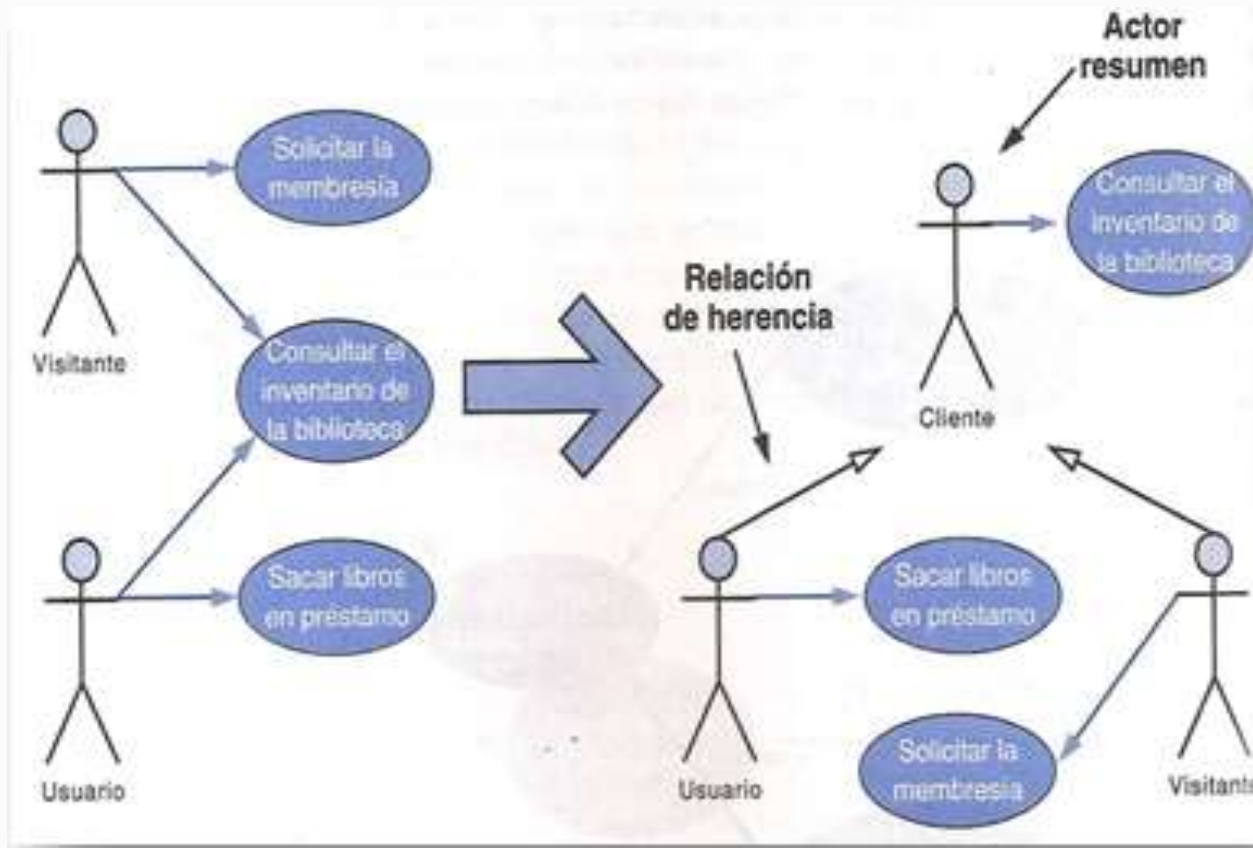 Actor
resumen
Solicitar la
membresía
Visitante
Consultar el
inventario de
la biblioteca
Sacar libros
en préstamo
Usuario
Relación
de herencia
Consultar el
inventario de
la biblioteca
Cliente
Sacar libros
en préstamo
Usuario
Solicitar la
membresía
Visitante